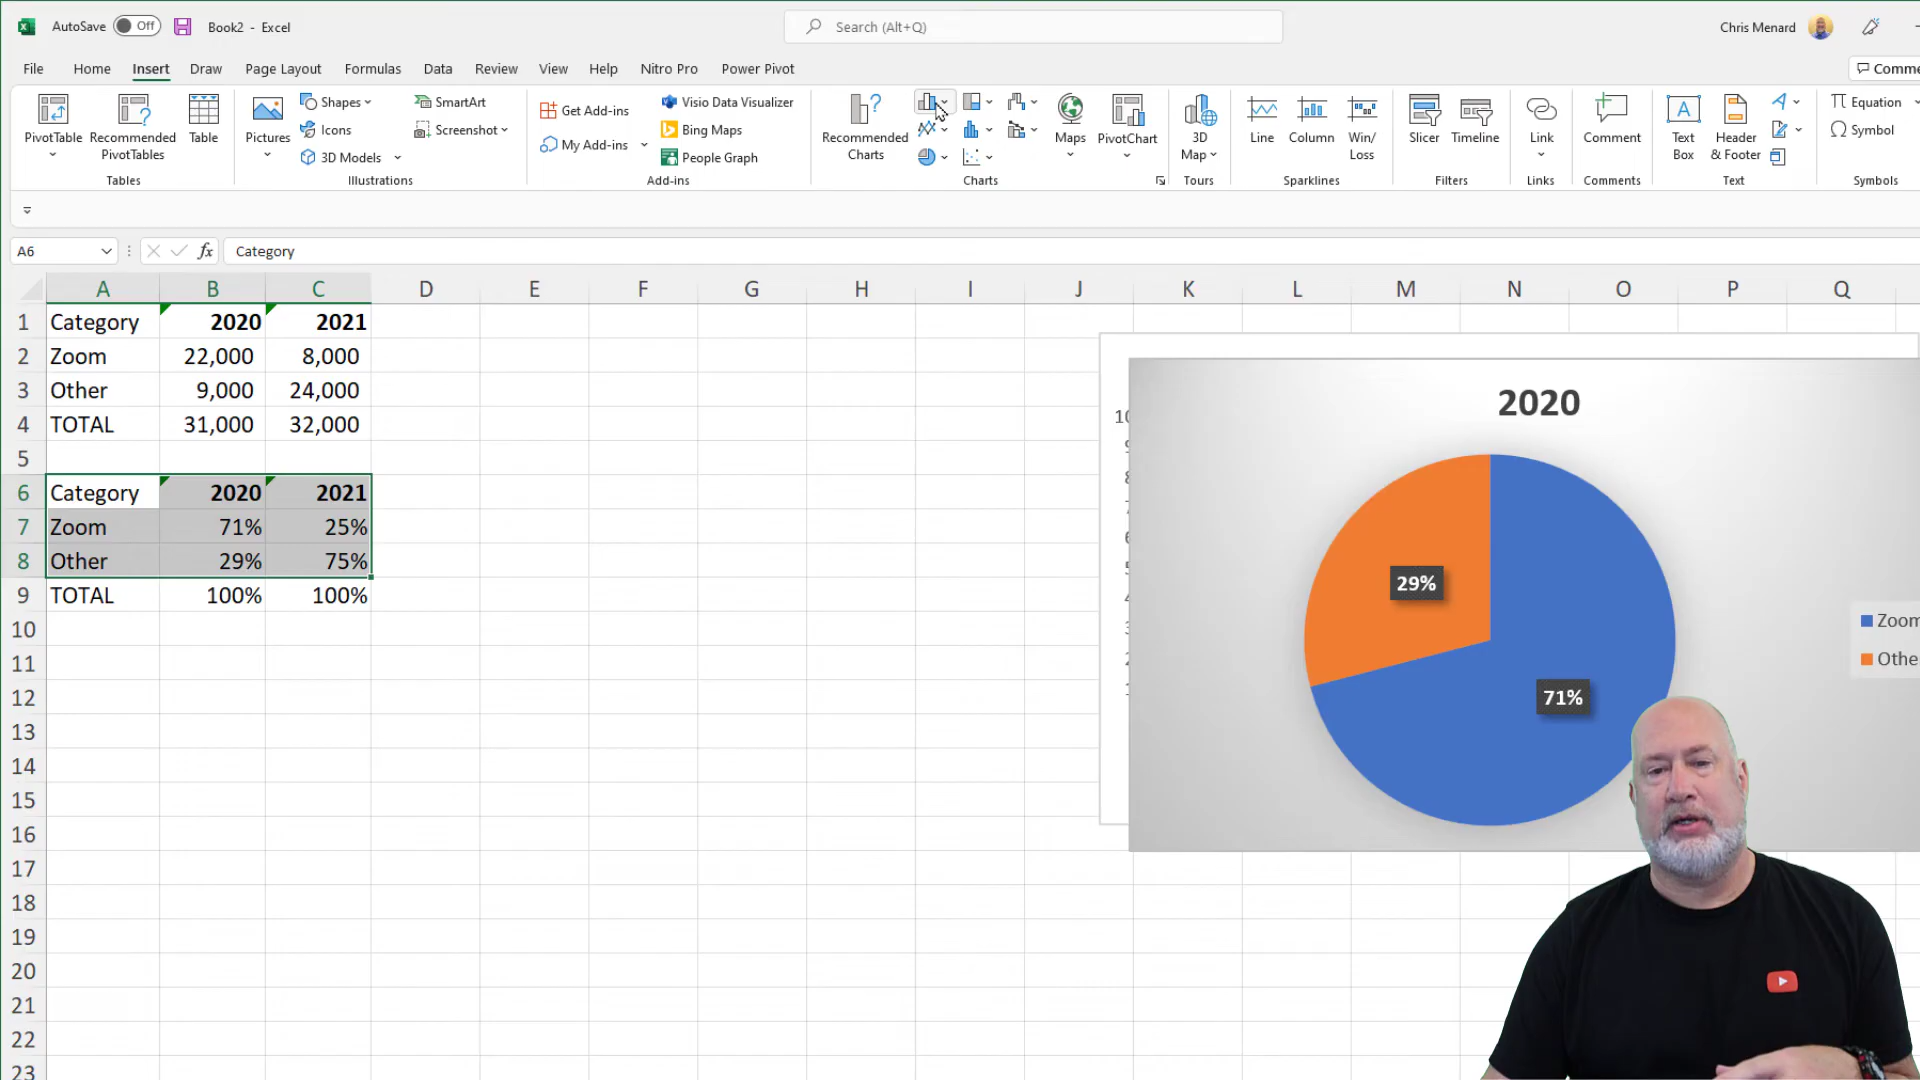 AutoSave Off Book2 - Excel Search (Alt+Q) Chris Menard
File Home Insert Draw Page Layout Formulas Data Review View Help Nitro Pro Power Pivot
PivotTable
Recommended
PivotTables
Table
Tables
Pictures
Shapes
Icons
3D Models
SmartArt
Screenshot
Illustrations
Get Add-ins
My Add-ins
Visio Data Visualizer
Bing Maps
People Graph
Add-ins
Recommended
Charts
Maps
PivotChart
Charts
3D
Map
Tours
Line
Column
Win/
Loss
Sparklines
Slicer
Timeline
Filters
Link
Links
Comment
Comments
Text
Box
Header
& Footer
Text
Equation
Symbol
Symbols
A6 fx Category
A B C D E F G H I J K L M N O P Q
1 Category 2020 2021
2 Zoom 22,000 8,000
3 Other 9,000 24,000
4 TOTAL 31,000 32,000
5
6 Category 2020 2021
7 Zoom 71% 25%
8 Other 29% 75%
9 TOTAL 100% 100%
10
11
12
13
14
15
16
17
18
19
20
21
22
23
2020
29%
71%
Zoom